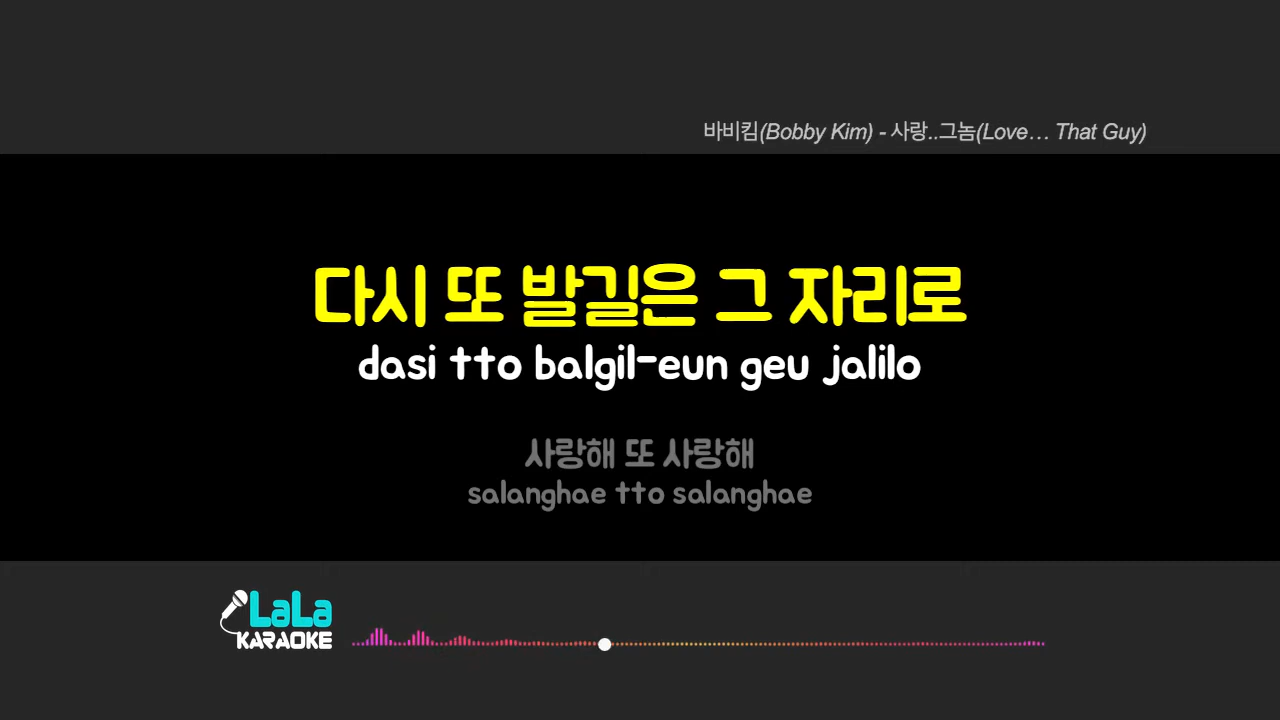 바비킴(Bobby Kim) - 사랑..그놈(Love... That Guy)
다시 또 발길은 그 자리로
dasi tto balgil-eun geu jalilo
사랑해 또 사랑해
salanghae tto salanghae
LaLa
KARAOKE